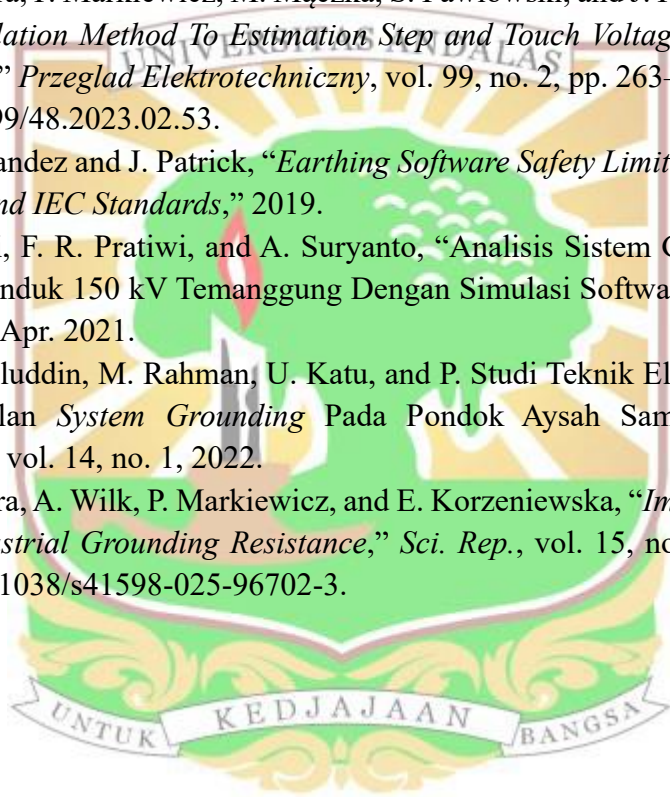 lation Method To Estimation Step and Touch Voltag
UNIVERSITAS ANDALAS
” Przeglad Elektrotechniczny, vol. 99, no. 2, pp. 263–
99/48.2023.02.53.
andez and J. Patrick, “Earthing Software Safety Limit
nd IEC Standards,” 2019.
, F. R. Pratiwi, and A. Suryanto, “Analisis Sistem
nduk 150 kV Temanggung Dengan Simulasi Softwa
Apr. 2021.
luddin, M. Rahman, U. Katu, and P. Studi Teknik El
lan System Grounding Pada Pondok Aysah Sam
vol. 14, no. 1, 2022.
ra, A. Wilk, P. Markiewicz, and E. Korzeniewska, “Im
strial Grounding Resistance,” Sci. Rep., vol. 15, no
1038/s41598-025-96702-3.
UNTUK KEDJAJAAN BANGSA